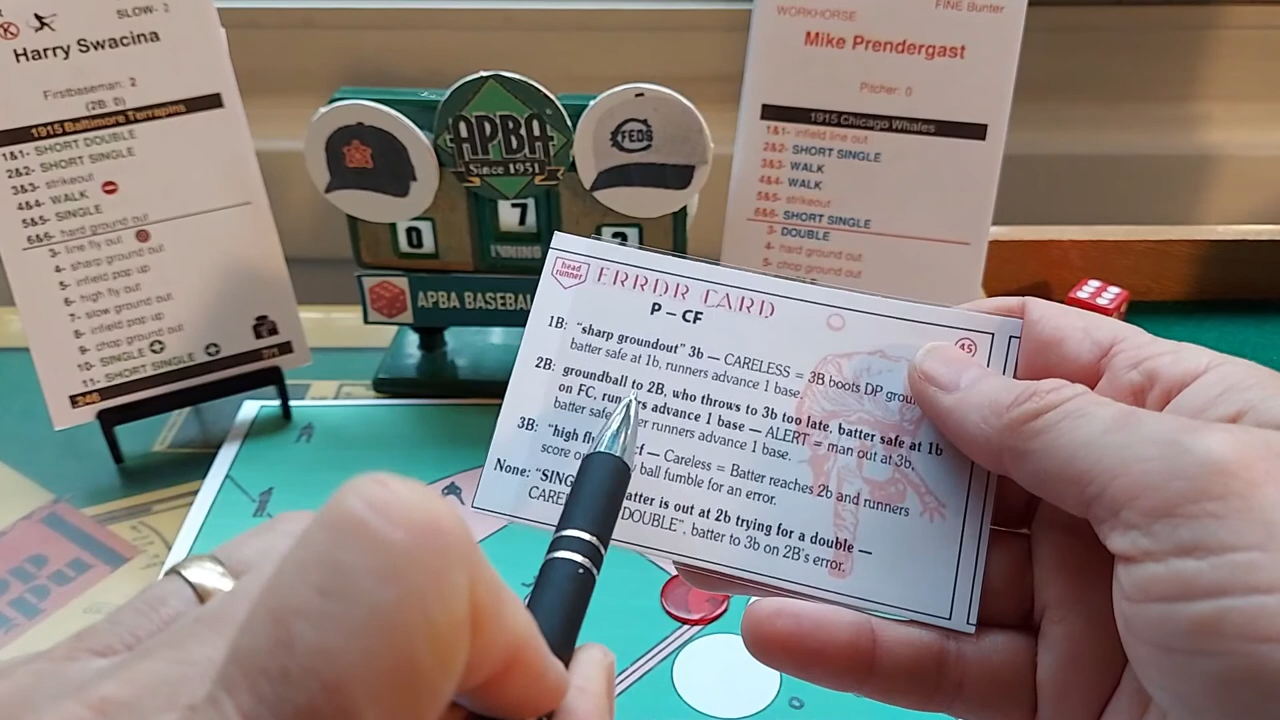 SLOW- 2
K
Harry Swacina
Firstbaseman: 2
(2B: 0)
1915 Baltimore Terrapins
1&1- SHORT DOUBLE
2&2- SHORT SINGLE
3&3- strikeout
4&4- WALK
5&5- SINGLE
6&6- hard ground out
3- line fly out
4- sharp ground out
5- infield pop up
6- high fly out
7- slow ground out
8- infield pop up
9- chop ground out
10- SINGLE
11- SHORT SINGLE
246
APBA
Since 1951
FEDS
0
7
INNING
APBA BASEBAL
WORKHORSE
FINE Bunter
Mike Prendergast
Pitcher: 0
1915 Chicago Whales
1&1- infield line out
2&2- SHORT SINGLE
3&3- WALK
4&4- WALK
5&5- strikeout
6&6- SHORT SINGLE
3- DOUBLE
4- hard ground out
5- chop ground out
head runner
ERROR CARD
45
P – CF
1B: "sharp groundout" 3b — CARELESS = 3B boots DP groun
batter safe at 1b, runners advance 1 base.
2B: groundball to 2B, who throws to 3b too late, batter safe at 1b
on FC, runners advance 1 base — ALERT = man out at 3b,
batter safe er runners advance 1 base.
3B: "high fl cf — Careless = Batter reaches 2b and runners
score o ball fumble for an error.
None: "SING atter is out at 2b trying for a double —
CARE DOUBLE", batter to 3b on 2B's error.